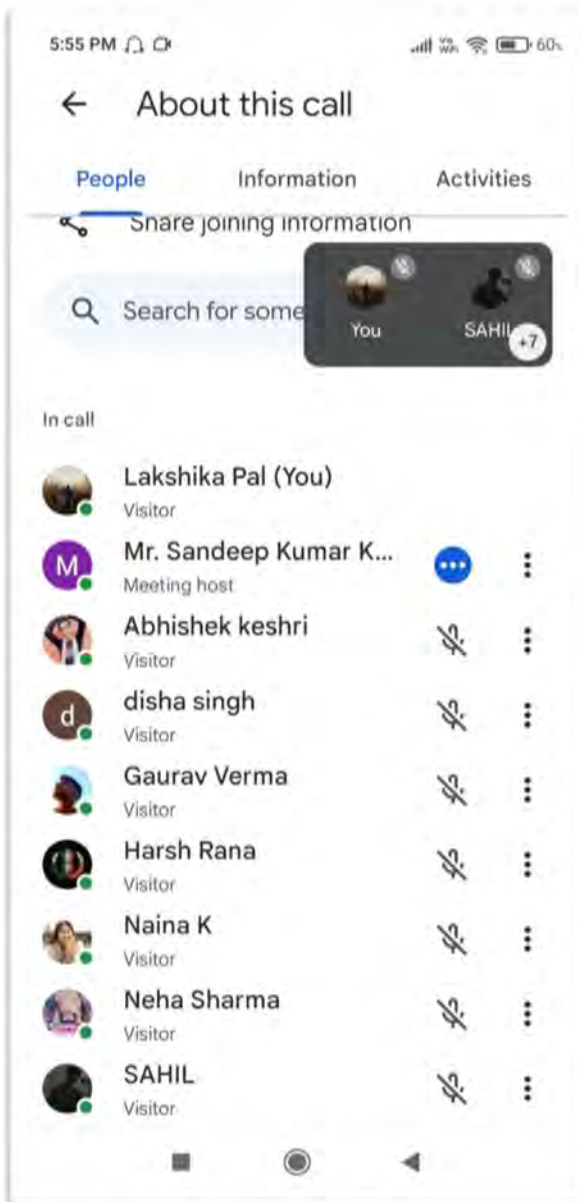 5:55 PM Vo WiFi 60%
About this call
People Information Activities
Share joining information
Search for some
You SAHIL +7
In call
Lakshika Pal (You)
Visitor
M Mr. Sandeep Kumar K...
Meeting host
Abhishek keshri
Visitor
d disha singh
Visitor
Gaurav Verma
Visitor
Harsh Rana
Visitor
Naina K
Visitor
Neha Sharma
Visitor
SAHIL
Visitor